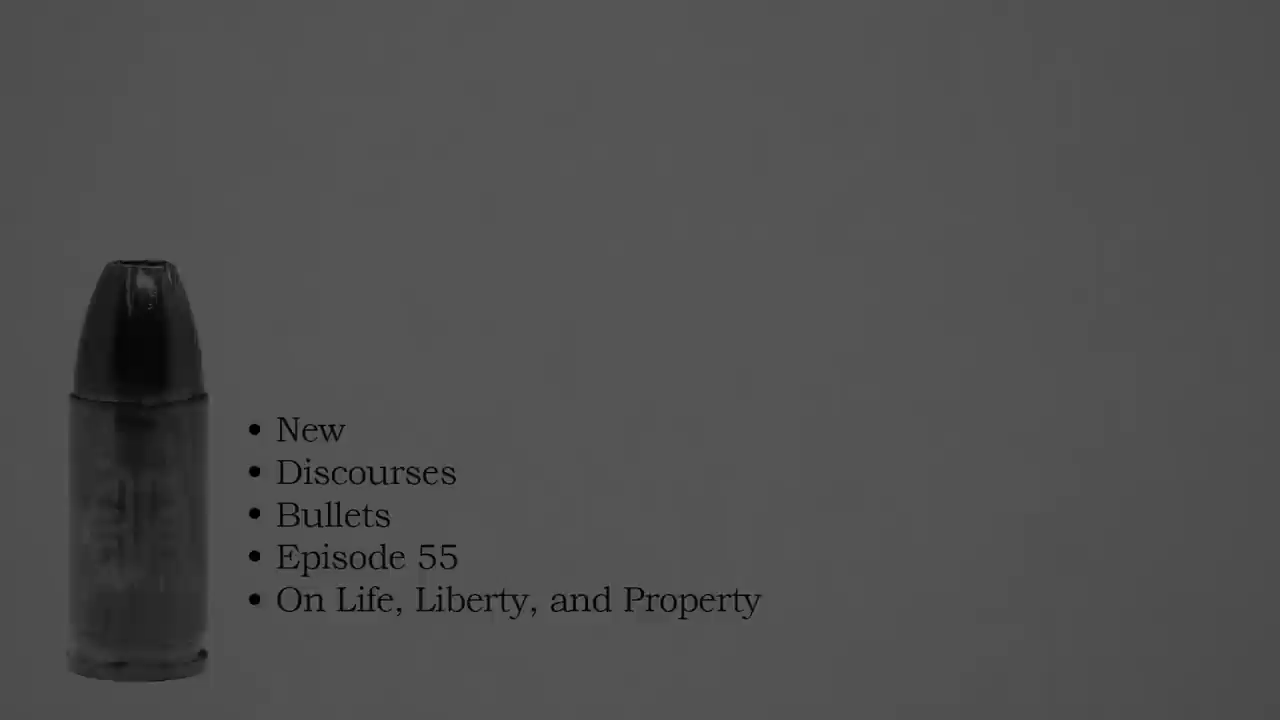 • New
• Discourses
• Bullets
• Episode 55
• On Life, Liberty, and Property